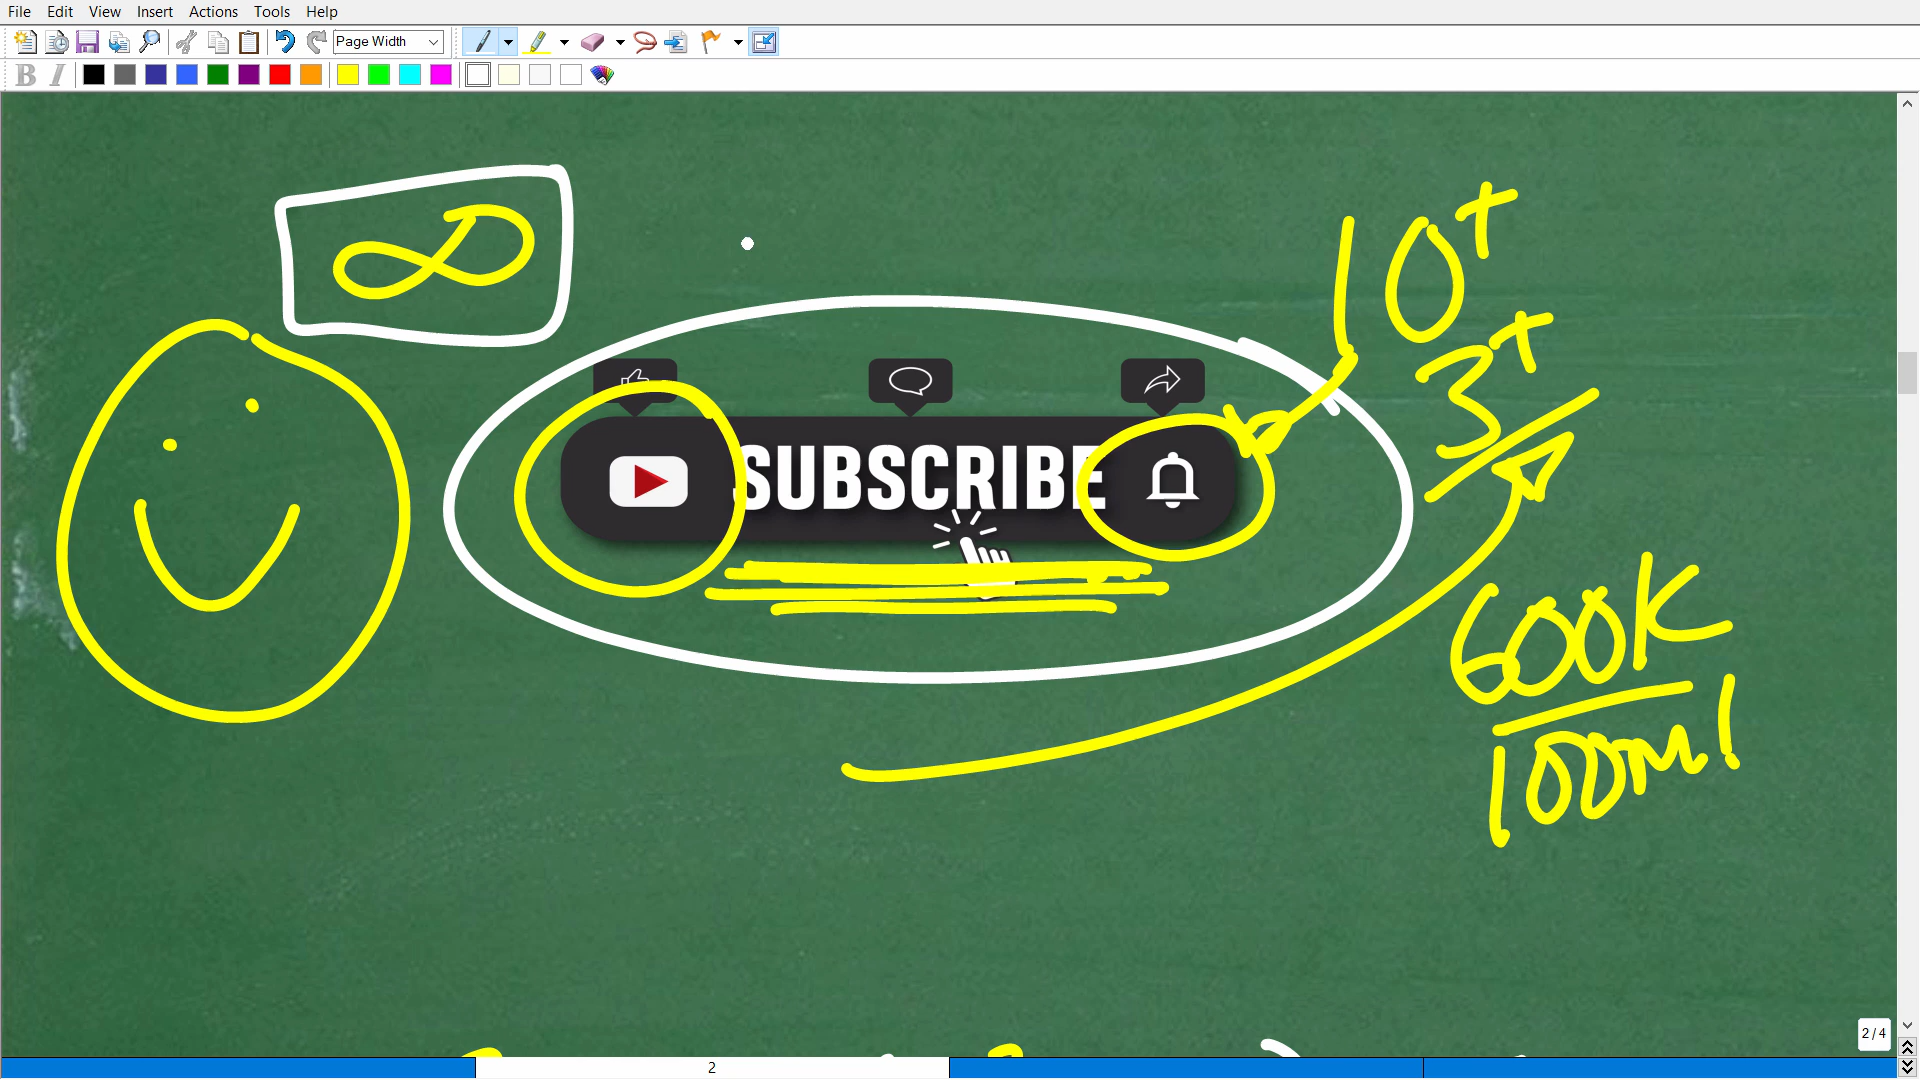 File Edit View Insert Actions Tools Help
Page Width
B I
∞
10+
3+
SUBSCRIBE
600K
100m!
2 / 4
2